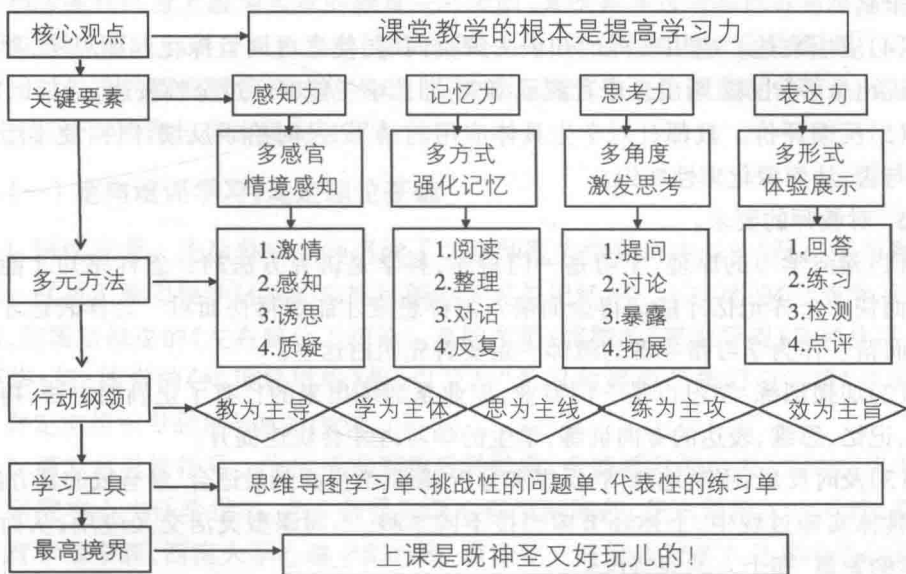 核心观点
课堂教学的根本是提高学习力
关键要素
感知力
记忆力
思考力
表达力
多感官
情境感知
多方式
强化记忆
多角度
激发思考
多形式
体验展示
多元方法
1.激情
2.感知
3.诱思
4.质疑
1.阅读
2.整理
3.对话
4.反复
1.提问
2.讨论
3.暴露
4.拓展
1.回答
2.练习
3.检测
4.点评
行动纲领
教为主导
学为主体
思为主线
练为主攻
效为主旨
学习工具
思维导图学习单、挑战性的问题单、代表性的练习单
最高境界
上课是既神圣又好玩儿的